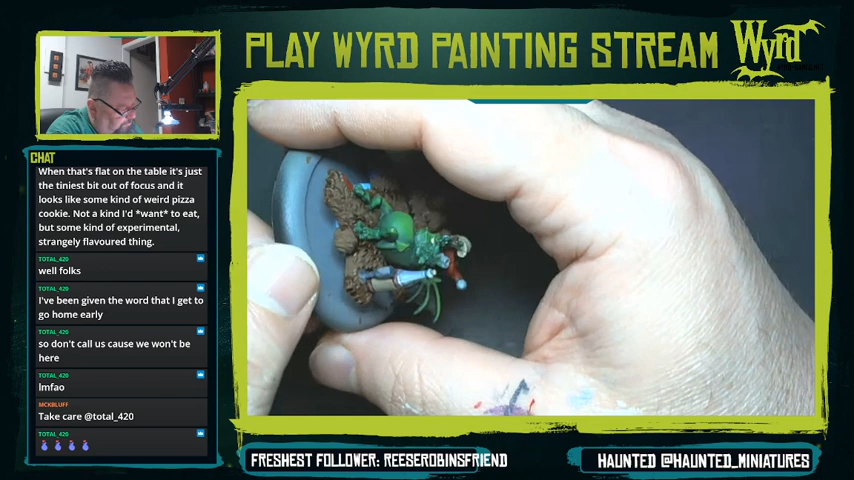 PLAY WYRD PAINTING STREAM
Wyrd
CHAT
When that's flat on the table it's just
the tiniest bit out of focus and it
looks like some kind of weird pizza
cookie. Not a kind I'd *want* to eat,
but some kind of experimental,
strangely flavoured thing.
TOTAL_420
well folks
TOTAL_420
I've been given the word that I get to
go home early
TOTAL_420
so don't call us cause we won't be
here
TOTAL_420
lmfao
MCKBLUFF
Take care @total_420
TOTAL_420
FRESHEST FOLLOWER: REESEROBINSFRIEND
HAUNTED @HAUNTED_MINIATURES